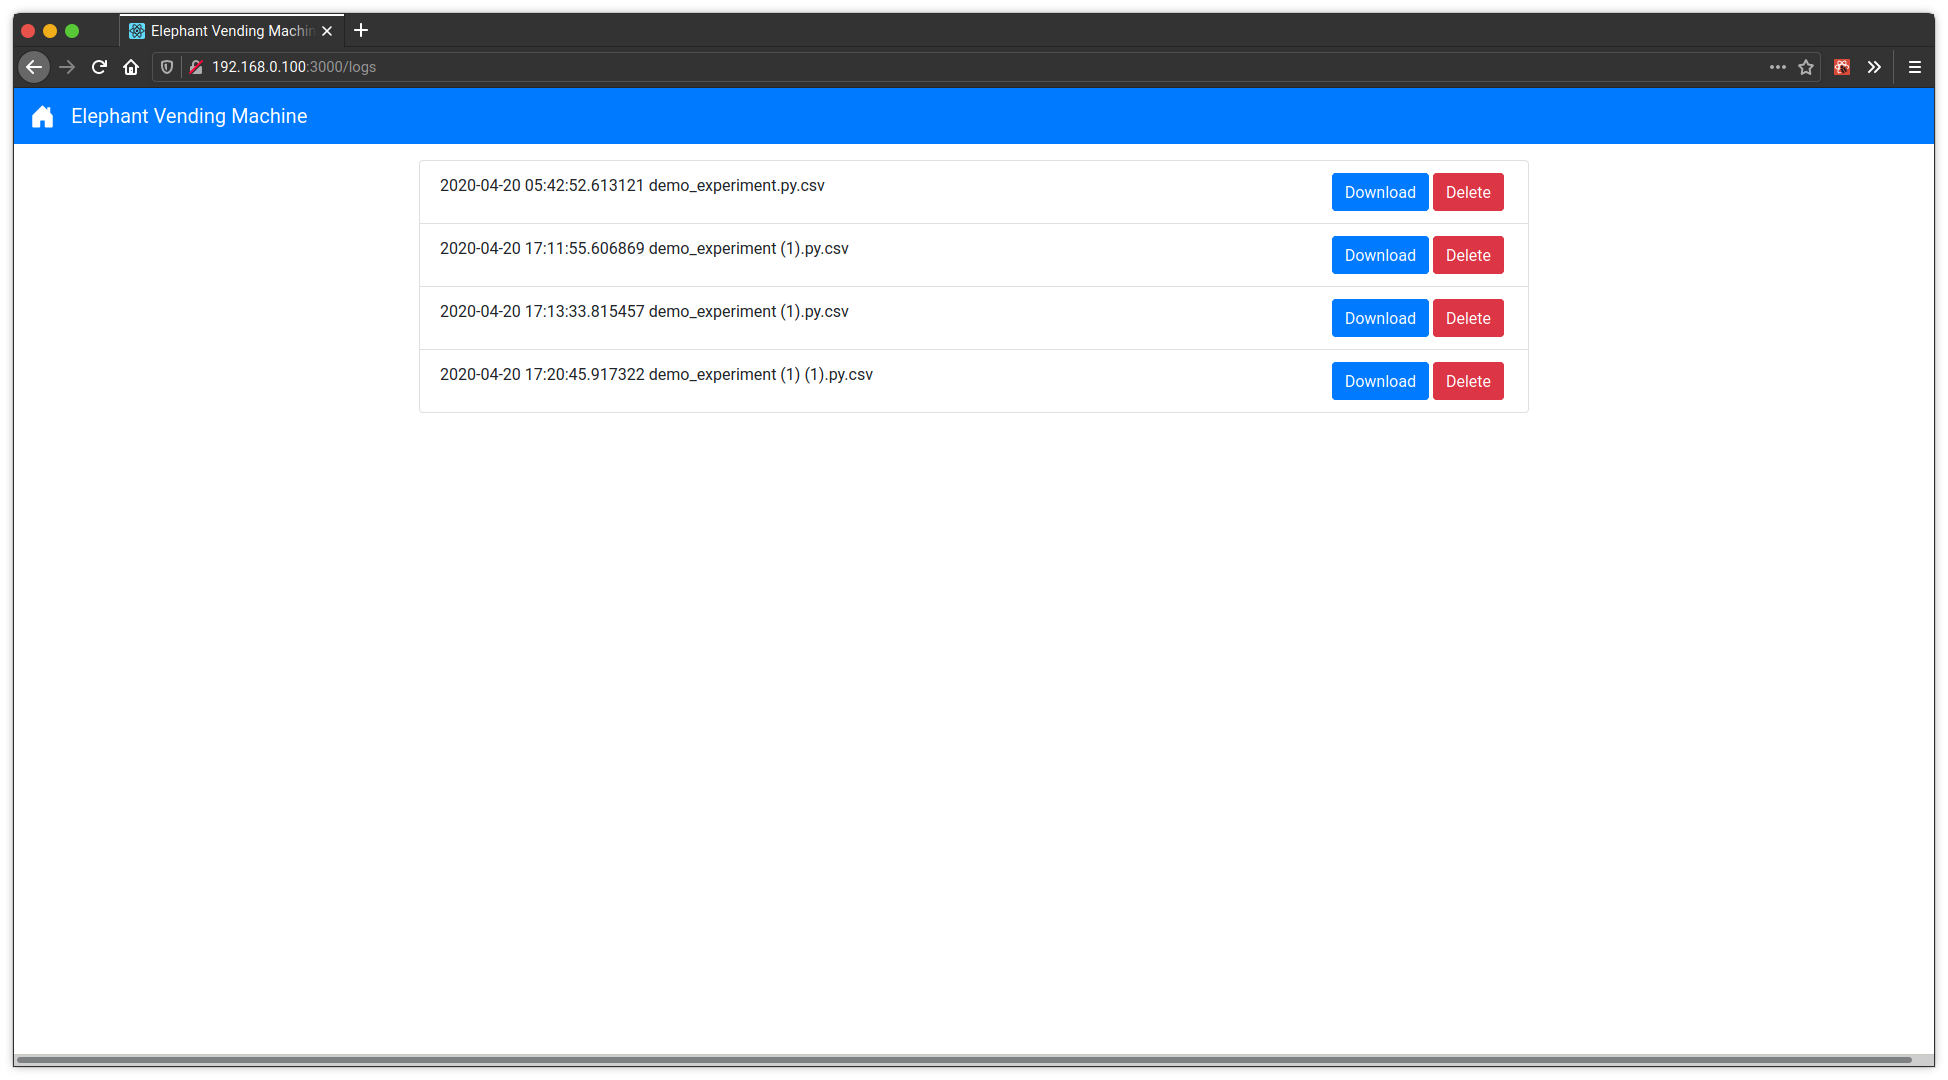 Elephant Vending Machin
192.168.0.100:3000/logs
Elephant Vending Machine
2020-04-20 05:42:52.613121 demo_experiment.py.csv Download Delete
2020-04-20 17:11:55.606869 demo_experiment (1).py.csv Download Delete
2020-04-20 17:13:33.815457 demo_experiment (1).py.csv Download Delete
2020-04-20 17:20:45.917322 demo_experiment (1) (1).py.csv Download Delete